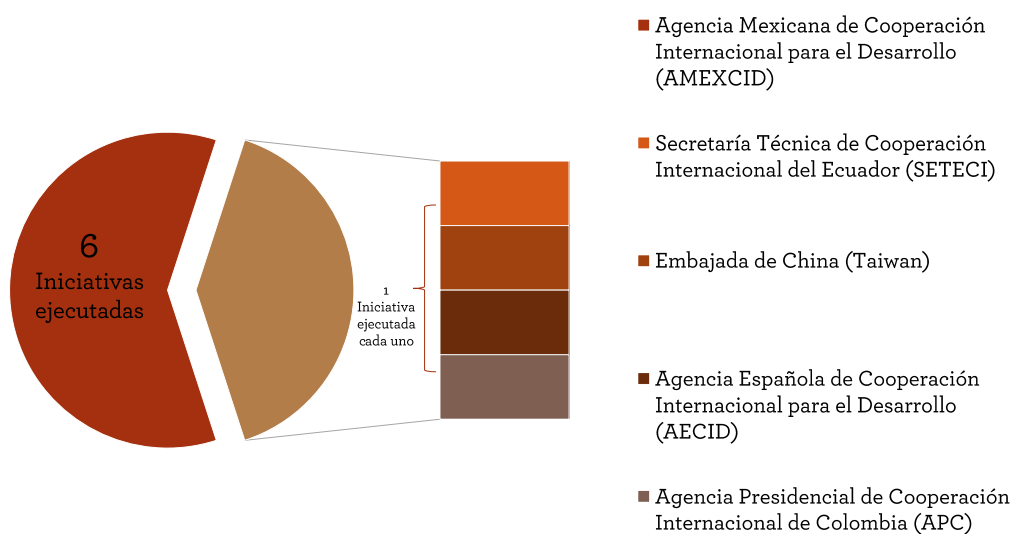 6
Iniciativas
ejecutadas
1
Iniciativa
ejecutada
cada uno
Agencia Mexicana de Cooperación
Internacional para el Desarrollo
(AMEXCID)
Secretaría Técnica de Cooperación
Internacional del Ecuador (SETECI)
Embajada de China (Taiwan)
Agencia Española de Cooperación
Internacional para el Desarrollo
(AECID)
Agencia Presidencial de Cooperación
Internacional de Colombia (APC)